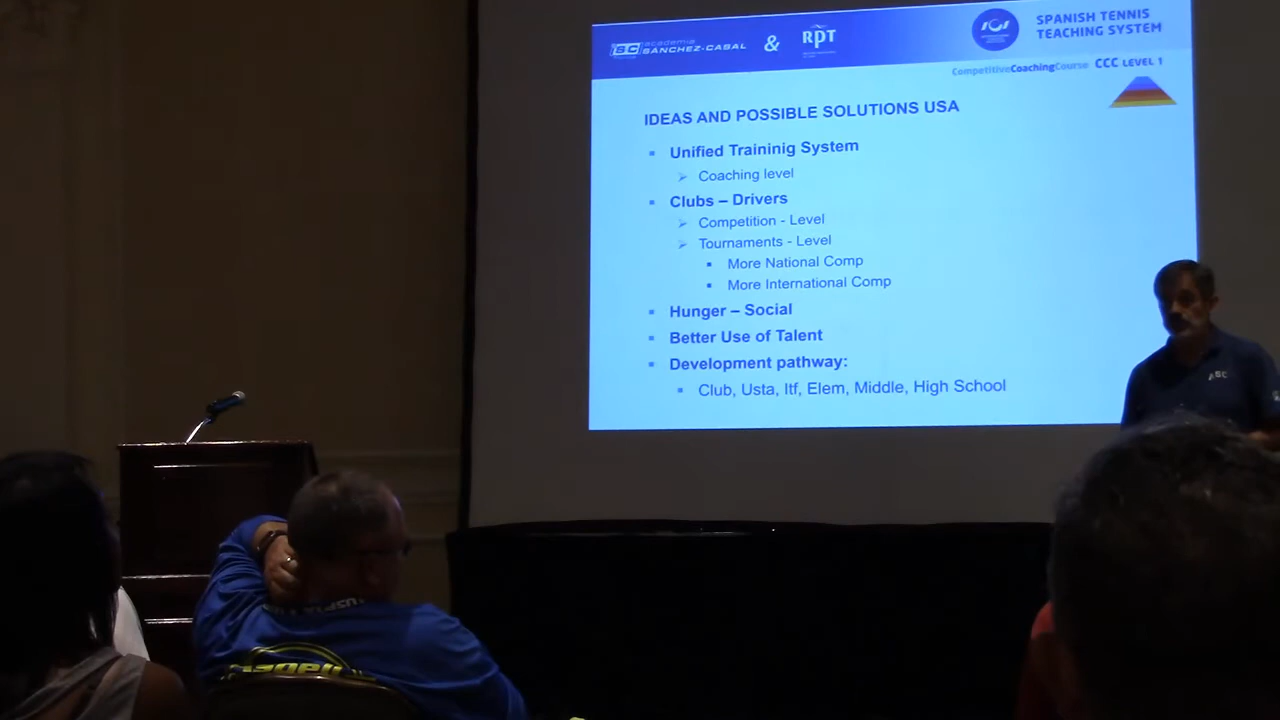 academia
SANCHEZ-CASAL
&
RPT
SPANISH TENNIS
TEACHING SYSTEM
CompetitiveCoachingCourse CCC LEVEL 1
IDEAS AND POSSIBLE SOLUTIONS USA
Unified Traininig System
Coaching level
Clubs – Drivers
Competition - Level
Tournaments - Level
More National Comp
More International Comp
Hunger – Social
Better Use of Talent
Development pathway:
Club, Usta, Itf, Elem, Middle, High School
ASC